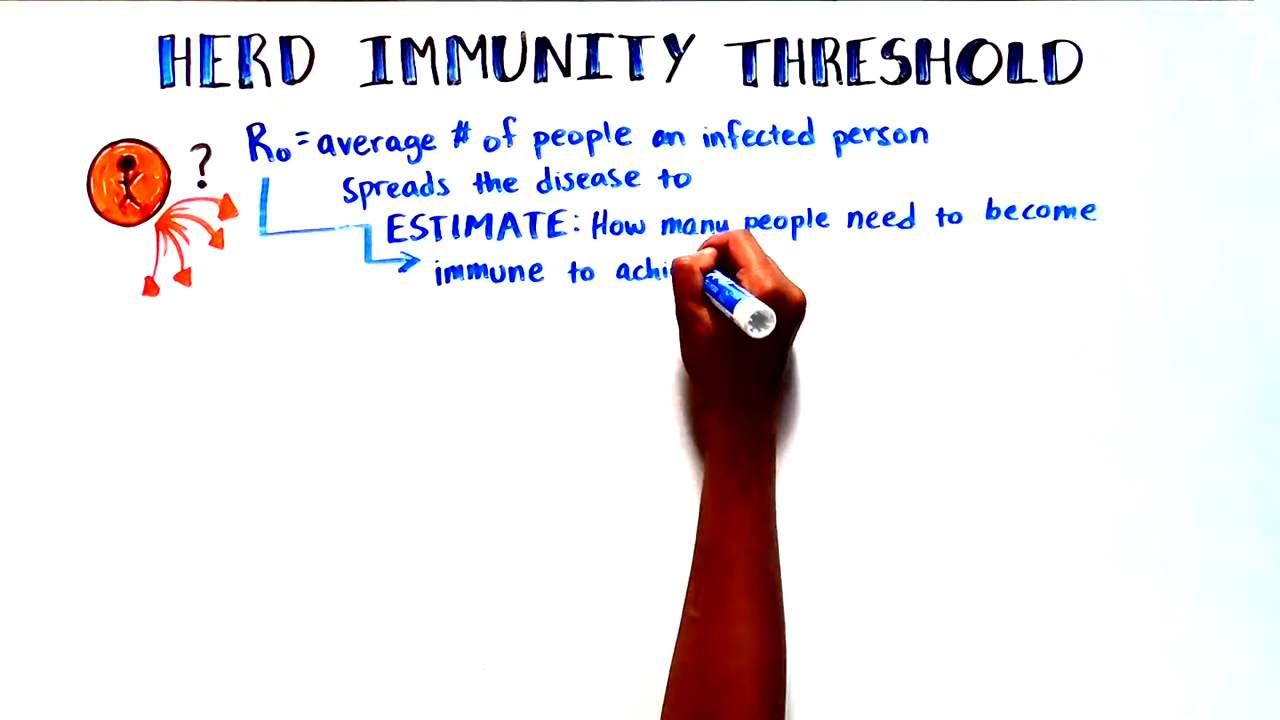 HERD IMMUNITY THRESHOLD
? R₀ = average # of people an infected person
spreads the disease to
ESTIMATE: How many people need to become
immune to achi